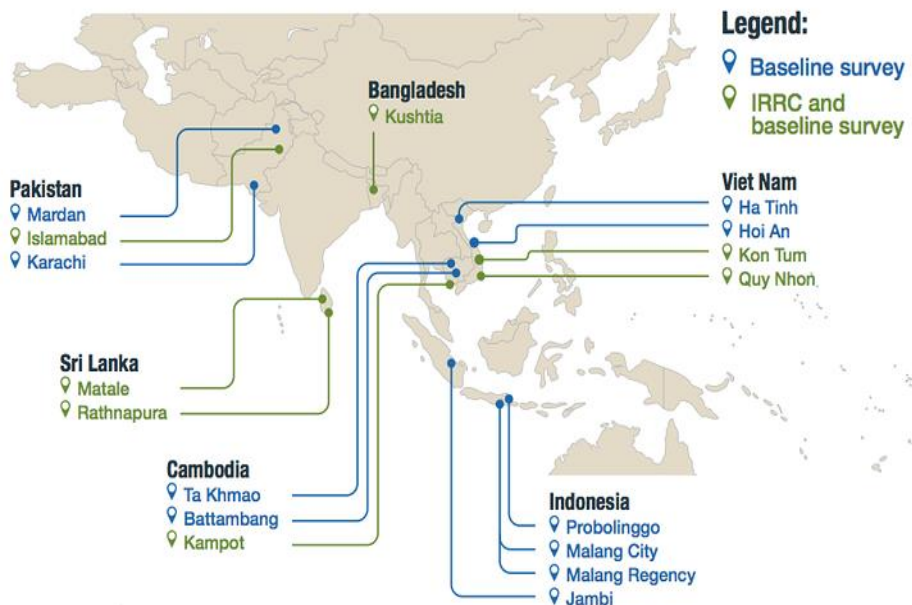 Legend:
Baseline survey
IRRC and
baseline survey
Bangladesh
Kushtia
Pakistan
Mardan
Islamabad
Karachi
Viet Nam
Ha Tinh
Hoi An
Kon Tum
Quy Nhon
Sri Lanka
Matale
Rathnapura
Cambodia
Ta Khmao
Battambang
Kampot
Indonesia
Probolinggo
Malang City
Malang Regency
Jambi